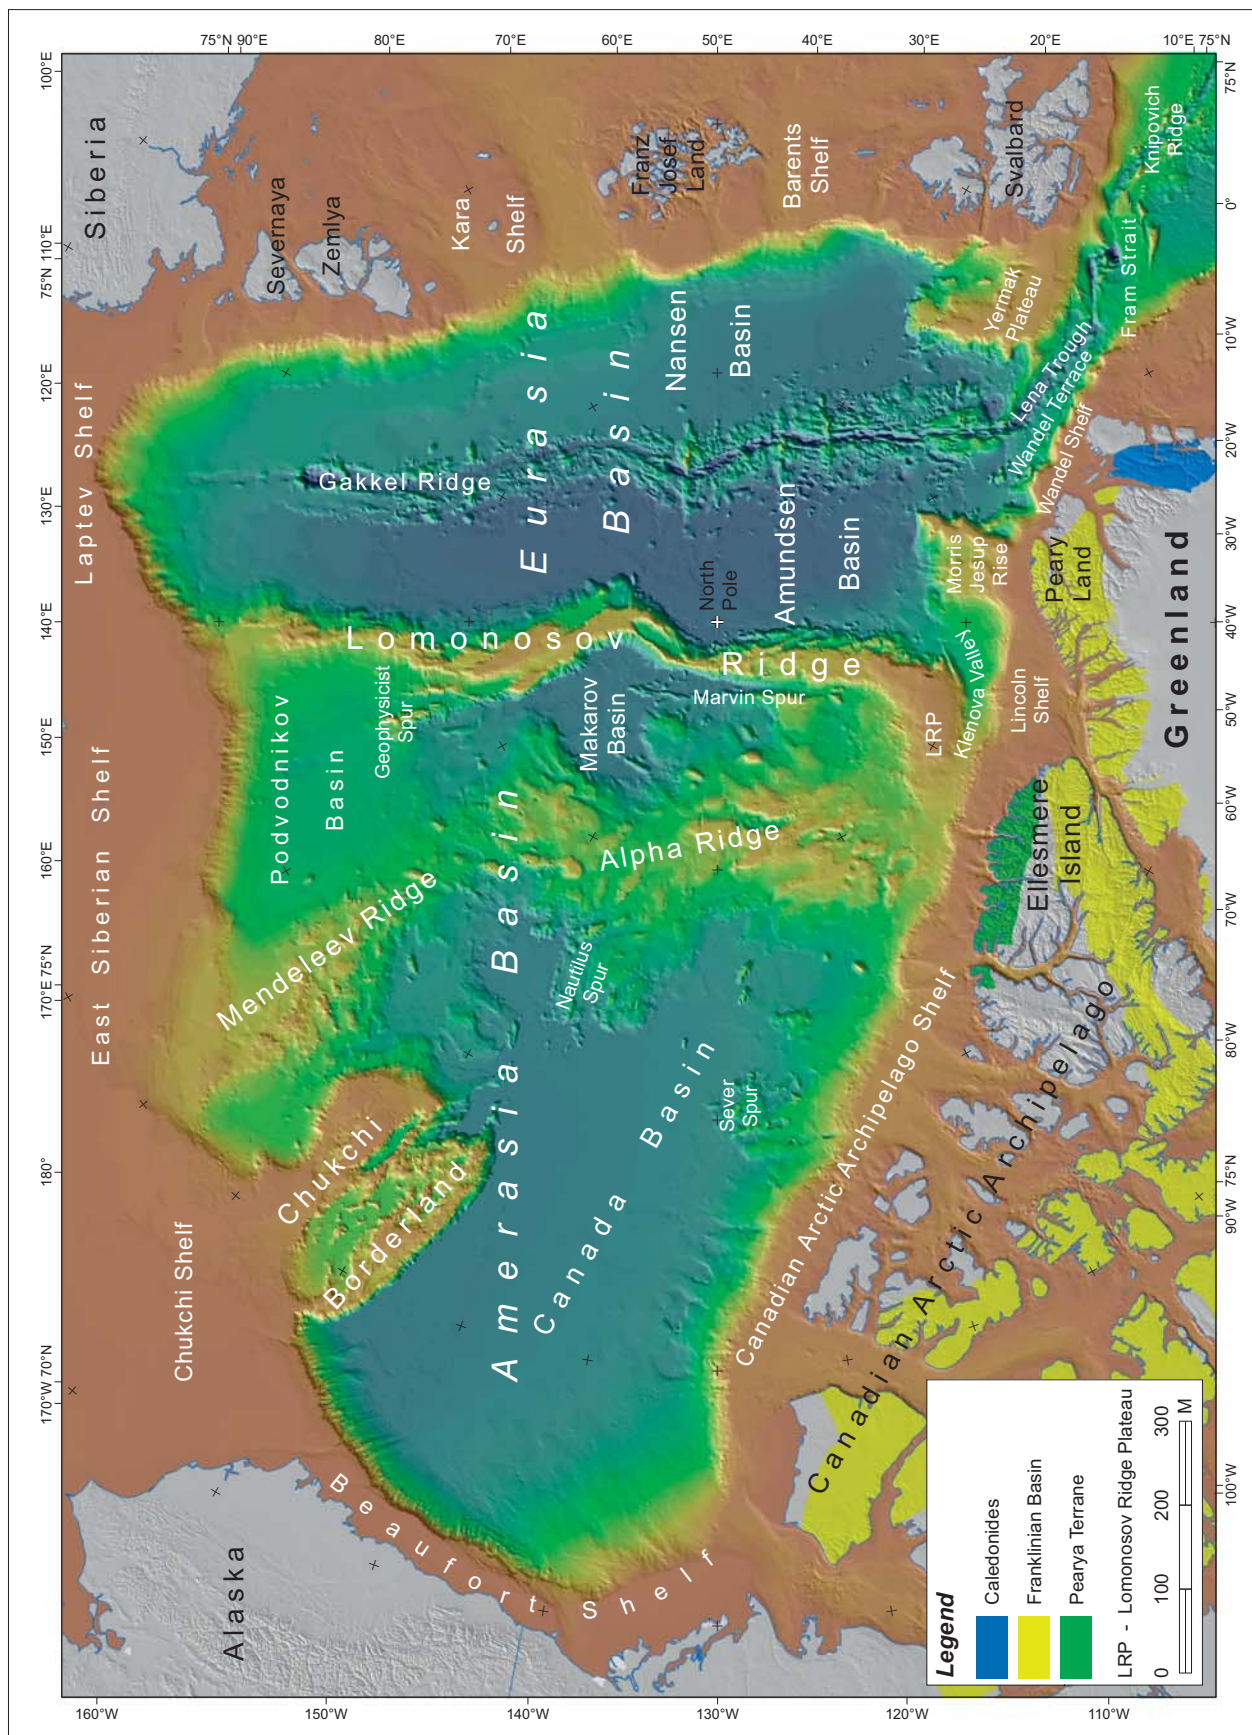 75°N 90°E
80°E
70°E
60°E
50°E
40°E
30°E
20°E
10°E 75°N
100°E
75°N 110°E
120°E
130°E
140°E
150°E
160°E
170°E 175°N
180°
170°W 70°N
160°W
150°W
140°W
130°W
120°W
110°W
75°N
0°
10°W
20°W
30°W
40°W
50°W
60°W
70°W
80°W
75°N 90°W
100°W
Siberia
Severnaya
Zemlya
Kara
Shelf
Franz
Josef
Land
Barents
Shelf
Svalbard
Knipovich
Ridge
Fram Strait
Yermak
Plateau
Lena Trough
Wandel Terrace
Wandel Shelf
Laptev Shelf
Eurasia
Basin
Nansen
Basin
Gakkel Ridge
Amundsen
Basin
North
Pole
Morris
Jesup
Rise
Peary
Land
Greenland
Lomonosov
Ridge
Klenova Valley
Lincoln
Shelf
LRP
Marvin Spur
Makarov
Basin
Geophysicist
Spur
Podvodnikov
Basin
East Siberian Shelf
Alpha Ridge
Mendeleev Ridge
Ellesmere
Island
Nautilus
Spur
Amerasia Basin
Sever
Spur
Canada Basin
Chukchi
Borderland
Chukchi Shelf
Canadian Arctic Archipelago Shelf
Canadian Arctic Archipelago
Beaufort Shelf
Alaska
Legend
Caledonides
Franklinian Basin
Pearya Terrane
LRP - Lomonosov Ridge Plateau
0 100 200 300
M